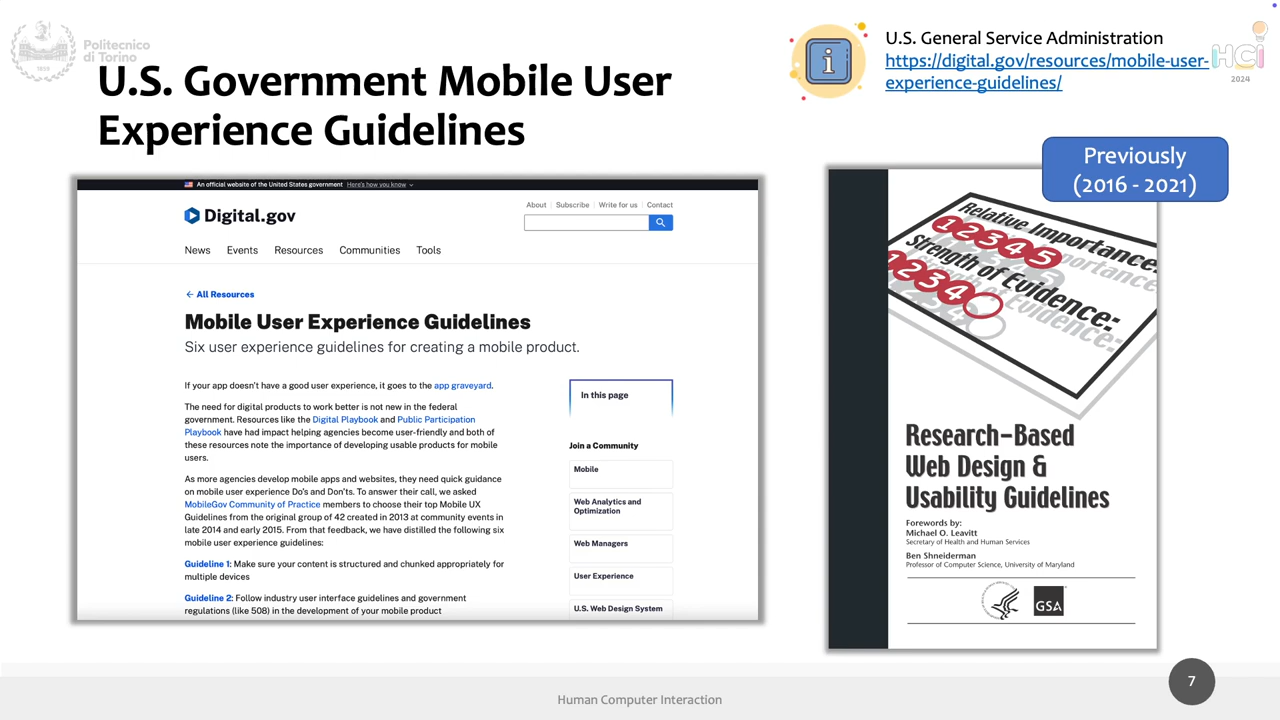 Politecnico
di Torino
1859
U.S. Government Mobile User
Experience Guidelines
U.S. General Service Administration
https://digital.gov/resources/mobile-user-
experience-guidelines/
HCI
2024
An official website of the United States government Here's how you know
Digital.gov
About Subscribe Write for us Contact
News Events Resources Communities Tools
← All Resources
Mobile User Experience Guidelines
Six user experience guidelines for creating a mobile product.
If your app doesn't have a good user experience, it goes to the app graveyard.
The need for digital products to work better is not new in the federal
government. Resources like the Digital Playbook and Public Participation
Playbook have had impact helping agencies become user-friendly and both of
these resources note the importance of developing usable products for mobile
users.
As more agencies develop mobile apps and websites, they need quick guidance
on mobile user experience Do's and Don'ts. To answer their call, we asked
MobileGov Community of Practice members to choose their top Mobile UX
Guidelines from the original group of 42 created in 2013 at community events in
late 2014 and early 2015. From that feedback, we have distilled the following six
mobile user experience guidelines:
Guideline 1: Make sure your content is structured and chunked appropriately for
multiple devices
Guideline 2: Follow industry user interface guidelines and government
regulations (like 508) in the development of your mobile product
In this page
Join a Community
Mobile
Web Analytics and
Optimization
Web Managers
User Experience
U.S. Web Design System
Previously
(2016 - 2021)
Relative Importance:
1 2 3 4 5
Strength of Evidence:
1 2 3 4
Research-Based
Web Design &
Usability Guidelines
Forewords by:
Michael O. Leavitt
Secretary of Health and Human Services
Ben Shneiderman
Professor of Computer Science, University of Maryland
GSA
Human Computer Interaction
7